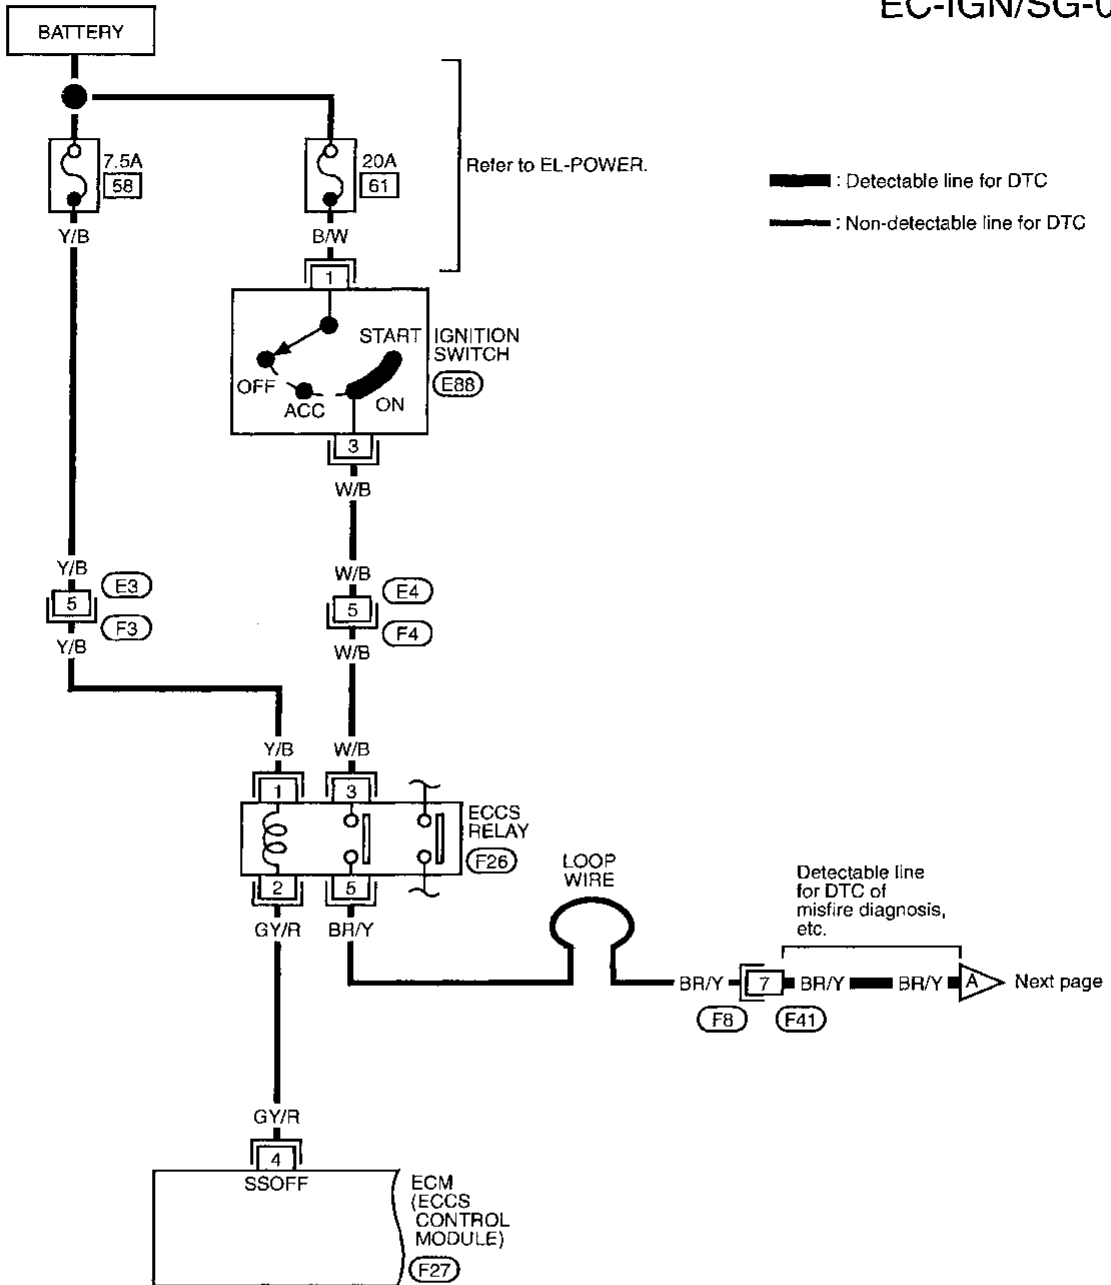 EC-IGN/SG-0
BATTERY
7.5A
58
20A
61
Refer to EL-POWER.
: Detectable line for DTC
: Non-detectable line for DTC
Y/B
B/W
1
START
IGNITION
SWITCH
E88
OFF
ACC
ON
3
W/B
Y/B
5
E3
F3
Y/B
W/B
5
E4
F4
W/B
Y/B
W/B
1
3
ECCS
RELAY
F26
2
5
GY/R
BR/Y
LOOP
WIRE
Detectable line
for DTC of
misfire diagnosis,
etc.
BR/Y
7
BR/Y
BR/Y
A
Next page
F8
F41
GY/R
4
SSOFF
ECM
(ECCS
CONTROL
MODULE)
F27